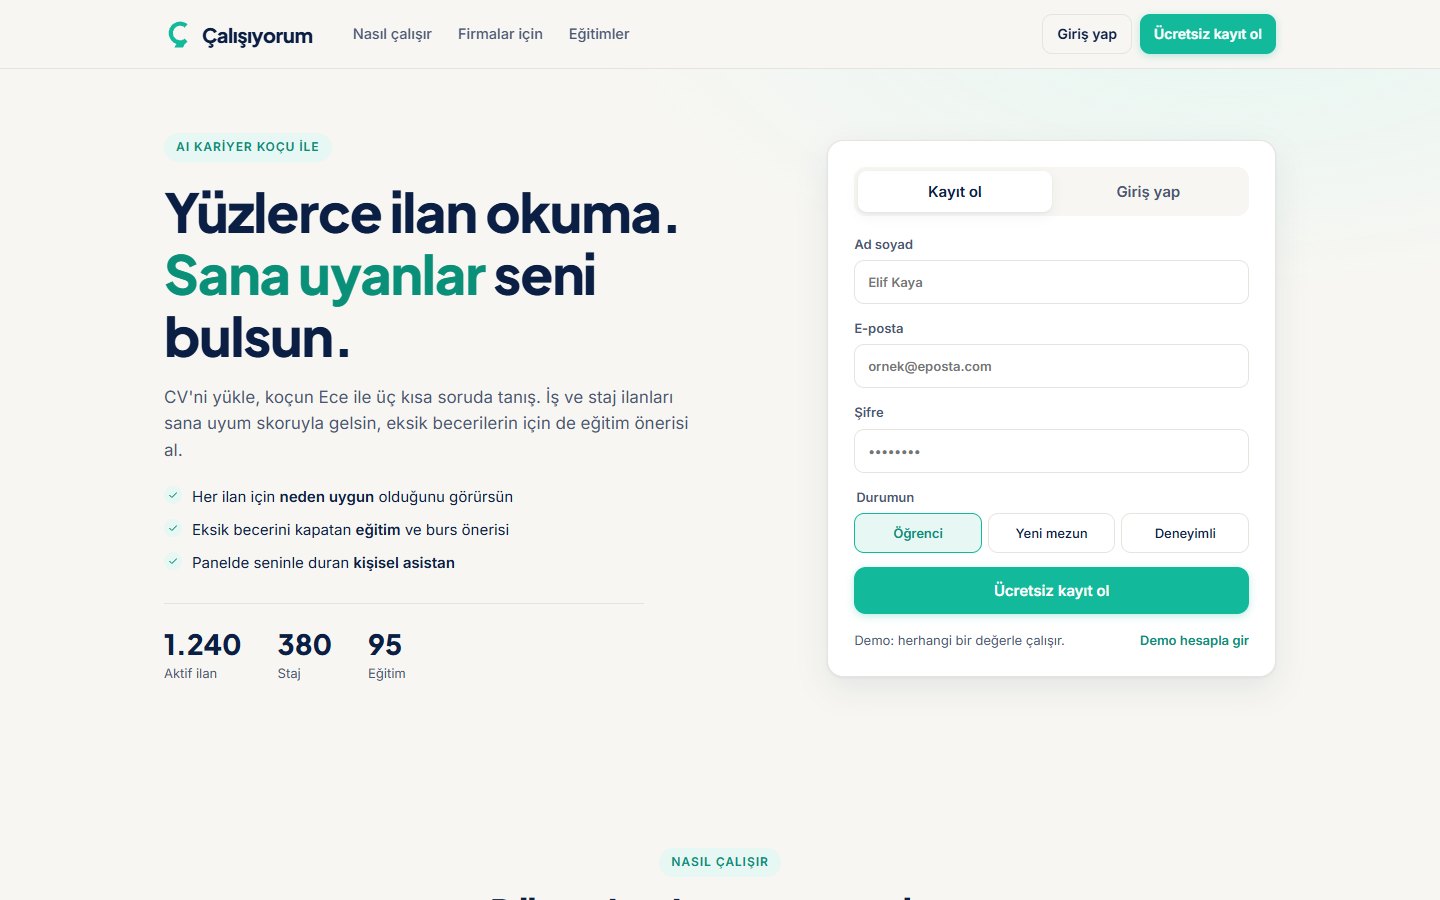 Çalışıyorum
Nasıl çalışır
Firmalar için
Eğitimler
Giriş yap
Ücretsiz kayıt ol
AI KARİYER KOÇU İLE
Yüzlerce ilan okuma.
Sana uyanlar seni
bulsun.
CV'ni yükle, koçun Ece ile üç kısa soruda tanış. İş ve staj ilanları
sana uyum skoruyla gelsin, eksik becerilerin için de eğitim önerisi
al.
Her ilan için neden uygun olduğunu görürsün
Eksik becerini kapatan eğitim ve burs önerisi
Panelde seninle duran kişisel asistan
1.240
Aktif ilan
380
Staj
95
Eğitim
Kayıt ol
Giriş yap
Ad soyad
Elif Kaya
E-posta
ornek@eposta.com
Şifre
••••••••
Durumun
Öğrenci
Yeni mezun
Deneyimli
Ücretsiz kayıt ol
Demo: herhangi bir değerle çalışır.
Demo hesapla gir
NASIL ÇALIŞIR